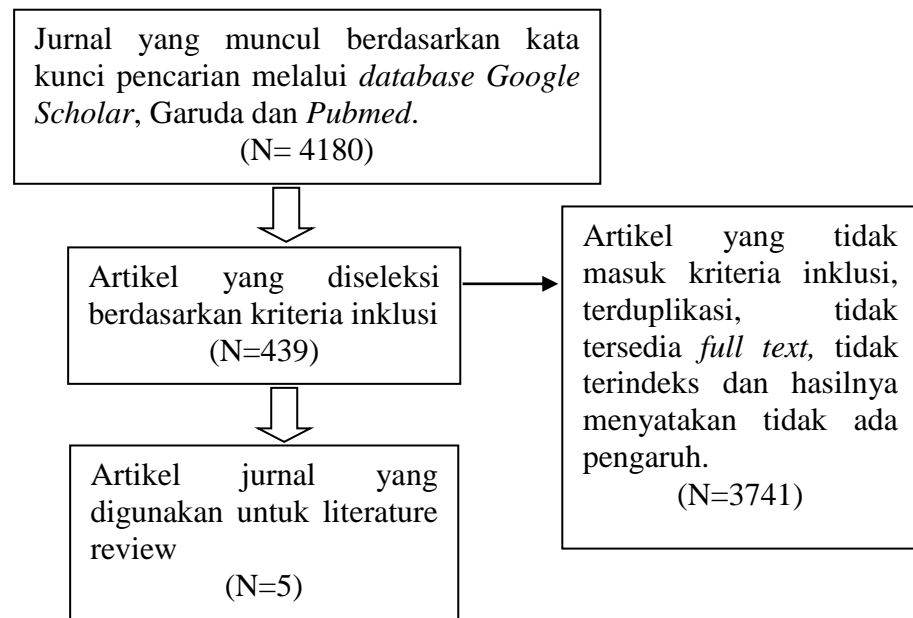 Jurnal yang muncul berdasarkan kata
kunci pencarian melalui database Google
Scholar, Garuda dan Pubmed.
(N= 4180)
Artikel yang diseleksi
berdasarkan kriteria inklusi
(N=439)
Artikel yang tidak
masuk kriteria inklusi,
terduplikasi, tidak
tersedia full text, tidak
terindeks dan hasilnya
menyatakan tidak ada
pengaruh.
(N=3741)
Artikel jurnal yang
digunakan untuk literature
review
(N=5)